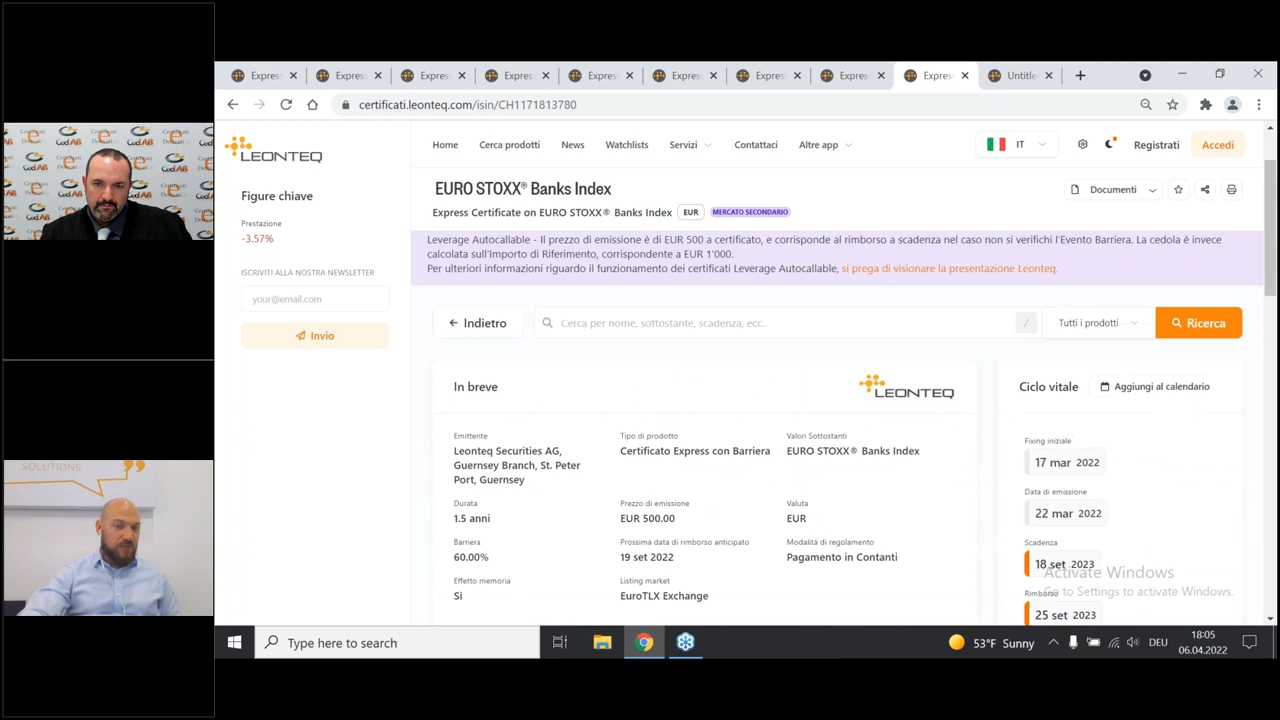 Express
Express
Express
Express
Express
Express
Express
Express
Express
Untitle
certificati.leonteq.com/isin/CH1171813780
LEONTEQ
Home
Cerca prodotti
News
Watchlists
Servizi
Contattaci
Altre app
IT
Registrati
Accedi
Figure chiave
Prestazione
-3.57%
ISCRIVITI ALLA NOSTRA NEWSLETTER
your@email.com
Invio
EURO STOXX® Banks Index
Documenti
Express Certificate on EURO STOXX® Banks Index
EUR
MERCATO SECONDARIO
Leverage Autocallable - Il prezzo di emissione è di EUR 500 a certificato, e corrisponde al rimborso a scadenza nel caso non si verifichi l'Evento Barriera. La cedola è invece
calcolata sull'Importo di Riferimento, corrispondente a EUR 1'000.
Per ulteriori informazioni riguardo il funzionamento dei certificati Leverage Autocallable, si prega di visionare la presentazione Leonteq.
Indietro
Cerca per nome, sottostante, scadenza, ecc..
/
Tutti i prodotti
Ricerca
In breve
LEONTEQ
Emittente
Leonteq Securities AG,
Guernsey Branch, St. Peter
Port, Guernsey
Tipo di prodotto
Certificato Express con Barriera
Valori Sottostanti
EURO STOXX® Banks Index
Durata
1.5 anni
Prezzo di emissione
EUR 500.00
Valuta
EUR
Barriera
60.00%
Prossima data di rimborso anticipato
19 set 2022
Modalità di regolamento
Pagamento in Contanti
Effetto memoria
Si
Listing market
EuroTLX Exchange
Ciclo vitale
Aggiungi al calendario
Fixing iniziale
17 mar 2022
Data di emissione
22 mar 2022
Scadenza
18 set 2023
Rimborso
25 set 2023
Activate Windows
Go to Settings to activate Windows.
Type here to search
53°F Sunny
DEU
18:05
06.04.2022
SOLUTIONS
CedLAB